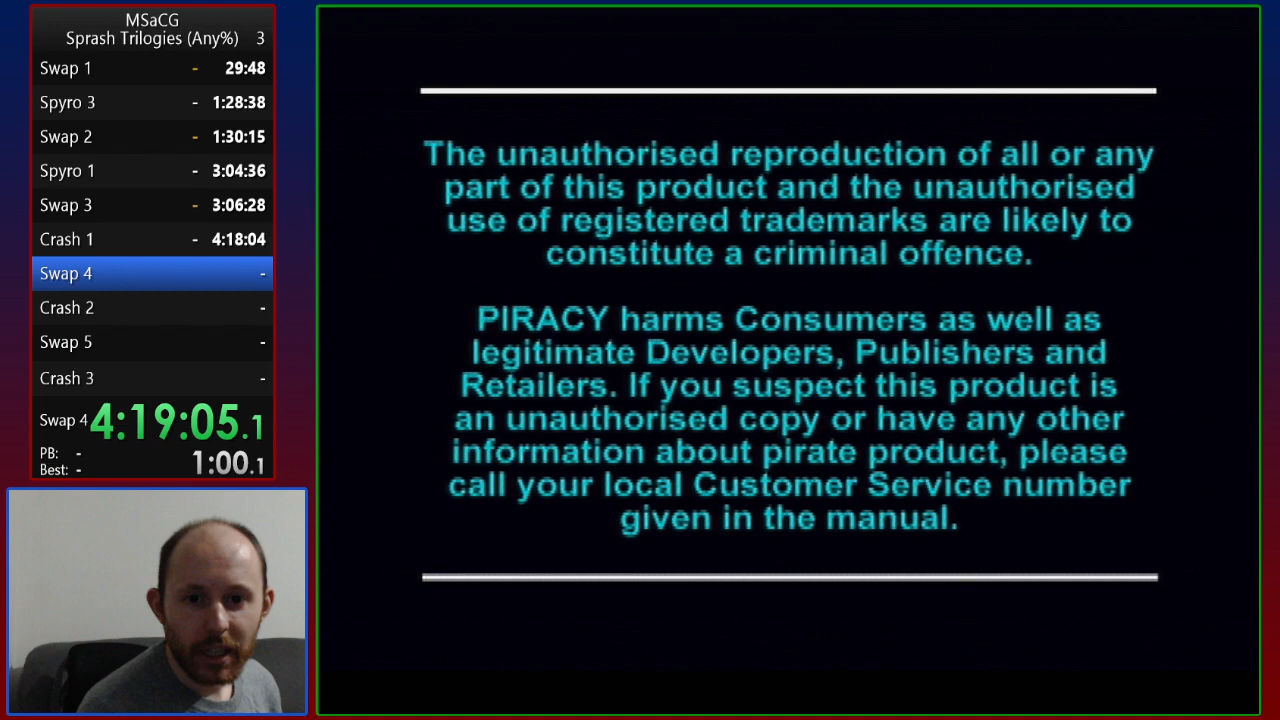 MSaCG
Sprash Trilogies (Any%) 3
Swap 1 - 29:48
Spyro 3 - 1:28:38
Swap 2 - 1:30:15
Spyro 1 - 3:04:36
Swap 3 - 3:06:28
Crash 1 - 4:18:04
Swap 4 -
Crash 2 -
Swap 5 -
Crash 3 -
Swap 4 4:19:05.1
PB: -
Best: - 1:00.1
The unauthorised reproduction of all or any
part of this product and the unauthorised
use of registered trademarks are likely to
constitute a criminal offence.
PIRACY harms Consumers as well as
legitimate Developers, Publishers and
Retailers. If you suspect this product is
an unauthorised copy or have any other
information about pirate product, please
call your local Customer Service number
given in the manual.